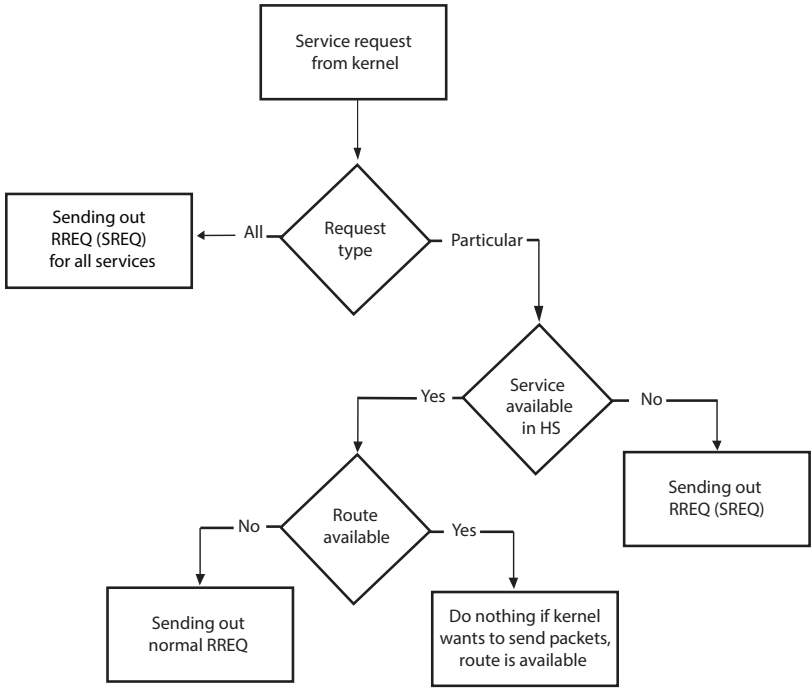 Service request
from kernel
Request
type
All
Particular
Sending out
RREQ (SREQ)
for all services
Service
available
in HS
Yes
No
Sending out
RREQ (SREQ)
Route
available
No
Yes
Sending out
normal RREQ
Do nothing if kernel
wants to send packets,
route is available